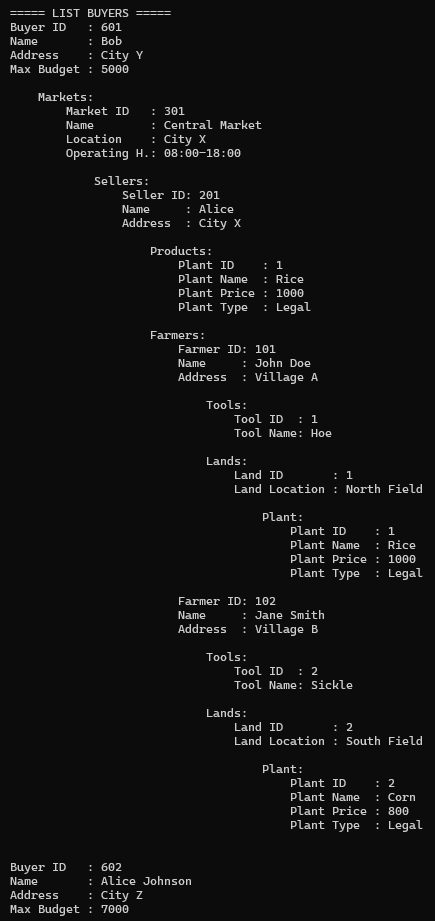 ===== LIST BUYERS =====
Buyer ID   : 601
Name       : Bob
Address    : City Y
Max Budget : 5000

    Markets:
        Market ID   : 301
        Name        : Central Market
        Location    : City X
        Operating H.: 08:00-18:00

            Sellers:
                Seller ID: 201
                Name     : Alice
                Address  : City X

                    Products:
                        Plant ID    : 1
                        Plant Name  : Rice
                        Plant Price : 1000
                        Plant Type  : Legal

                    Farmers:
                        Farmer ID: 101
                        Name     : John Doe
                        Address  : Village A

                            Tools:
                                Tool ID  : 1
                                Tool Name: Hoe

                            Lands:
                                Land ID       : 1
                                Land Location : North Field

                                    Plant:
                                        Plant ID    : 1
                                        Plant Name  : Rice
                                        Plant Price : 1000
                                        Plant Type  : Legal

                        Farmer ID: 102
                        Name     : Jane Smith
                        Address  : Village B

                            Tools:
                                Tool ID  : 2
                                Tool Name: Sickle

                            Lands:
                                Land ID       : 2
                                Land Location : South Field

                                    Plant:
                                        Plant ID    : 2
                                        Plant Name  : Corn
                                        Plant Price : 800
                                        Plant Type  : Legal


Buyer ID   : 602
Name       : Alice Johnson
Address    : City Z
Max Budget : 7000